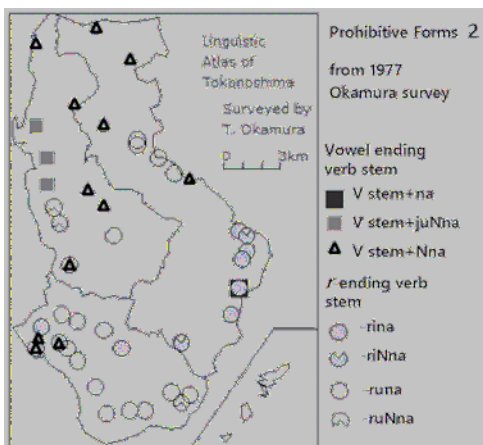 Prohibitive Forms 2
Linguistic
Atlas of
Tokunoshima
from 1977
Okamura survey
Surveyed by
T. Okamura
0 3km
Vowel ending
verb stem
V stem+na
V stem+juNna
V stem+Nna
r ending verb
stem
-rina
-riNna
-runa
-ruNna